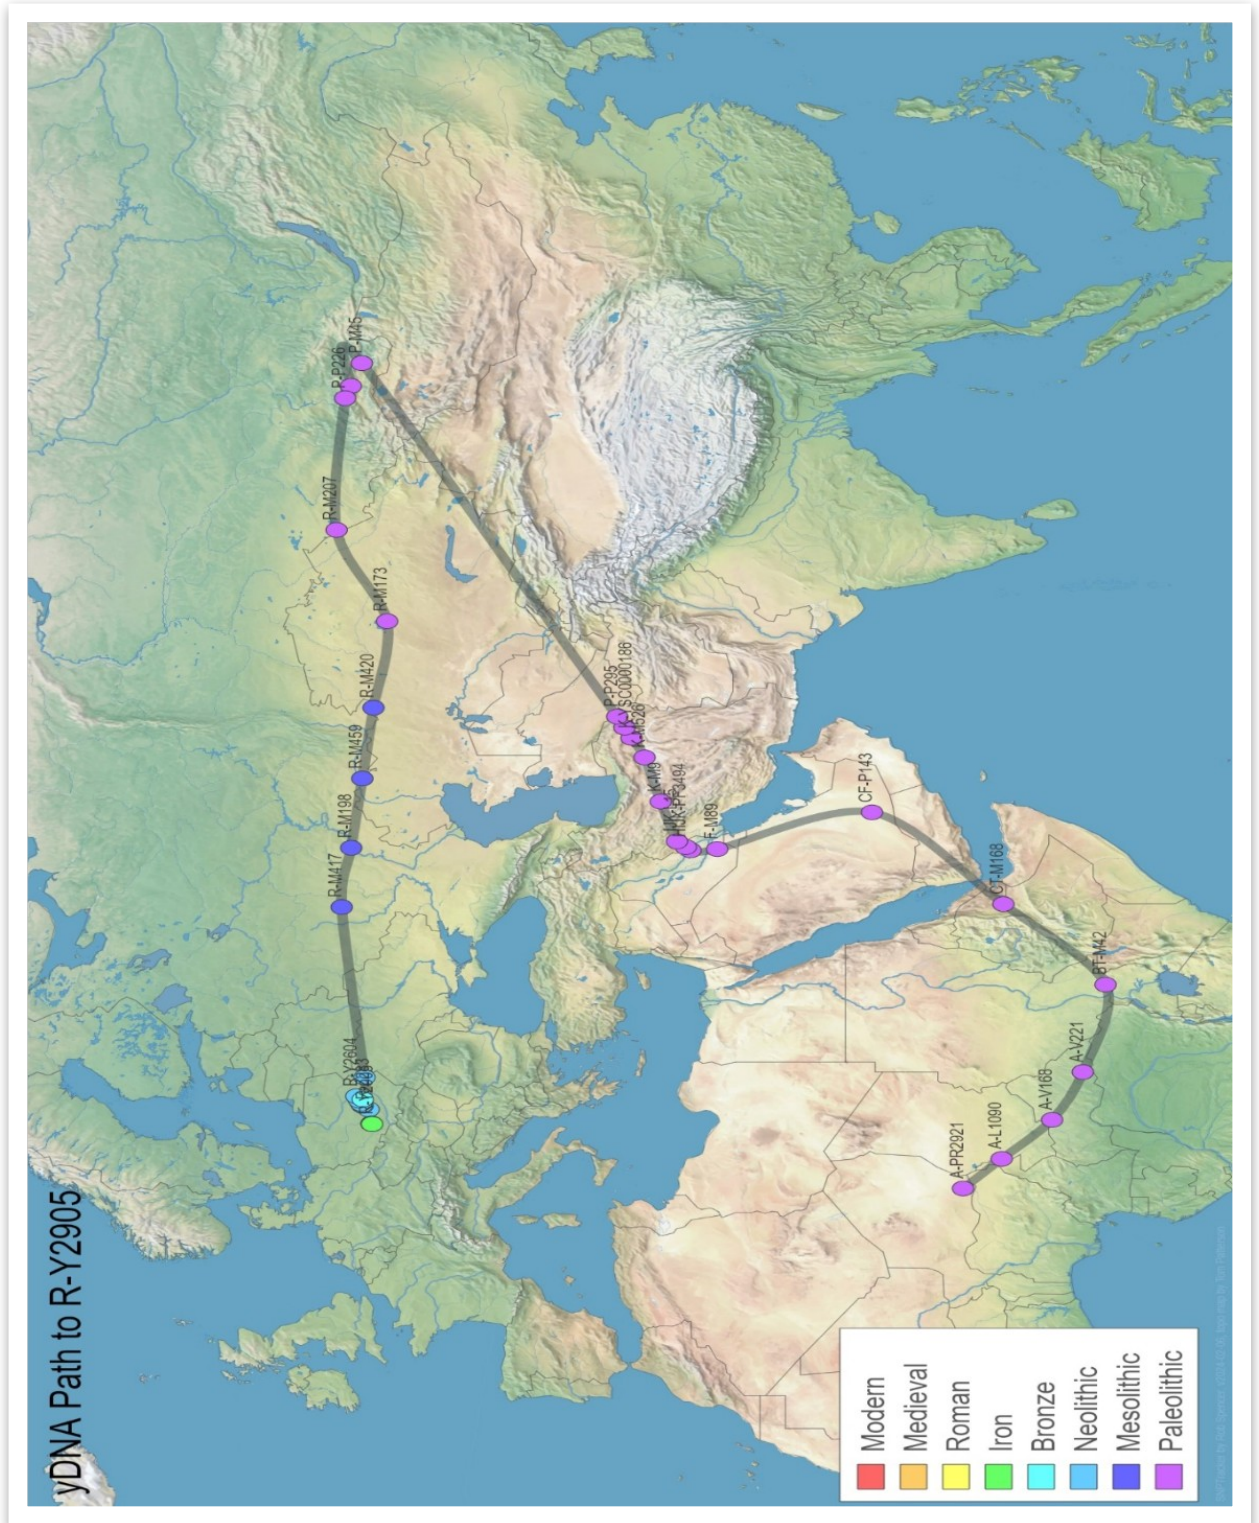 yDNA Path to R-Y2905
P-M45
P-P226
R-M207
R-M173
R-M420
R-M459
R-M198
R-M417
R-Y2604
P-P295
K-M9
F-M89
CF-P143
CT-M168
BT-M42
A-V221
A-V168
A-L1090
A-PR2921
Modern
Medieval
Roman
Iron
Bronze
Neolithic
Mesolithic
Paleolithic